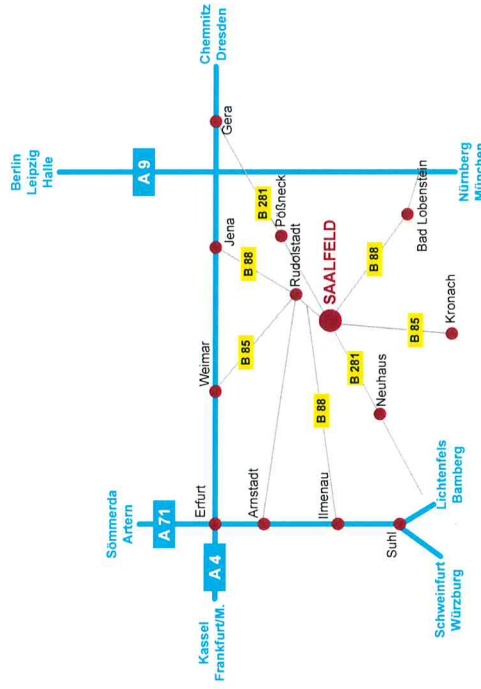 Berlin
Leipzig
Halle
Sömmerda
Artern
A 71
A 9
Kassel
Frankfurt/M.
A 4
Erfurt
Weimar
Jena
Gera
Chemnitz
Dresden
B 85
B 88
B 281
Pößneck
Rudolstadt
Arnstadt
SAALFELD
B 88
Ilmenau
B 281
B 88
Neuhaus
Bad Lobenstein
Suhl
B 85
Kronach
Lichtenfels
Bamberg
Schweinfurt
Würzburg
Nürnberg
München